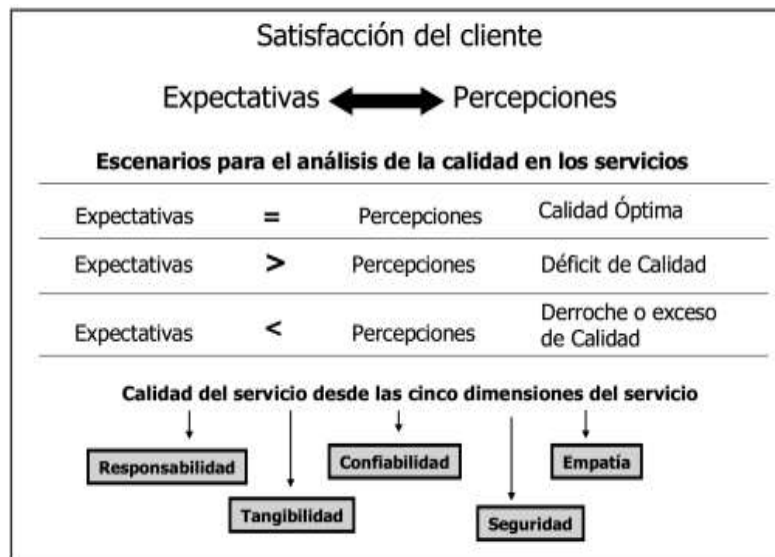 Satisfacción del cliente
Expectativas Percepciones
Escenarios para el análisis de la calidad en los servicios
Expectativas = Percepciones Calidad Óptima
Expectativas > Percepciones Déficit de Calidad
Expectativas < Percepciones Derroche o exceso
de Calidad
Calidad del servicio desde las cinco dimensiones del servicio
Responsabilidad Confiabilidad Empatía
Tangibilidad Seguridad